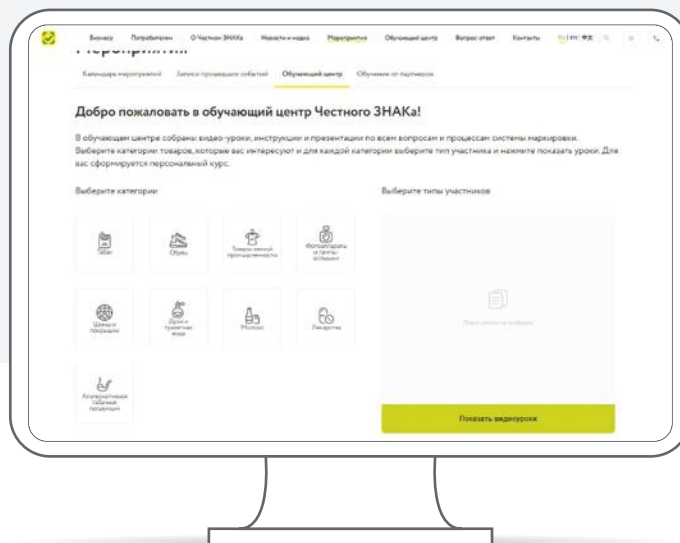 Бизнесу Потребителям О Честном ЗНАКе Новости и медиа Мероприятия Обучающий центр Вопрос-ответ Контакты RU EN 中文
Мероприятия
Календарь мероприятий Записи прошедших событий Обучающий центр Обучение от партнеров
Добро пожаловать в обучающий центр Честного ЗНАКа!
В обучающем центре собраны видео-уроки, инструкции и презентации по всем вопросам и процессам системы маркировки.
Выберите категории товаров, которые вас интересуют и для каждой категории выберите тип участника и нажмите показать уроки. Для
вас сформируется персональный курс.
Выберите категории
Выберите типы участников
Табак
Обувь
Товары легкой
промышленности
Фотоаппараты
и лампы-
вспышки
Шины и
покрышки
Духи и
туалетная
вода
Молоко
Лекарства
Альтернативная
табачная
продукция
Показать видеоуроки